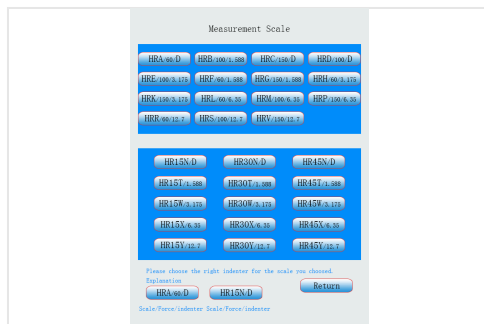 Measurement Scale
HRA/60/D HRB/100/1.588 HRC/150/D HRD/100/D
HRE/100/3.175 HRF/60/1.588 HRG/150/1.588 HRH/60/3.175
HRK/150/3.175 HRL/60/6.35 HRM/100/6.35 HRP/150/6.35
HRR/60/12.7 HRS/100/12.7 HRV/150/12.7
HR15N/D HR30N/D HR45N/D
HR15T/1.588 HR30T/1.588 HR45T/1.588
HR15W/3.175 HR30W/3.175 HR45W/3.175
HR15X/6.35 HR30X/6.35 HR45X/6.35
HR15Y/12.7 HR30Y/12.7 HR45Y/12.7
Please choose the right indenter for the scale you choosed.
Explanation
HRA/60/D HR15N/D Return
Scale/Force/indenter Scale/Force/indenter